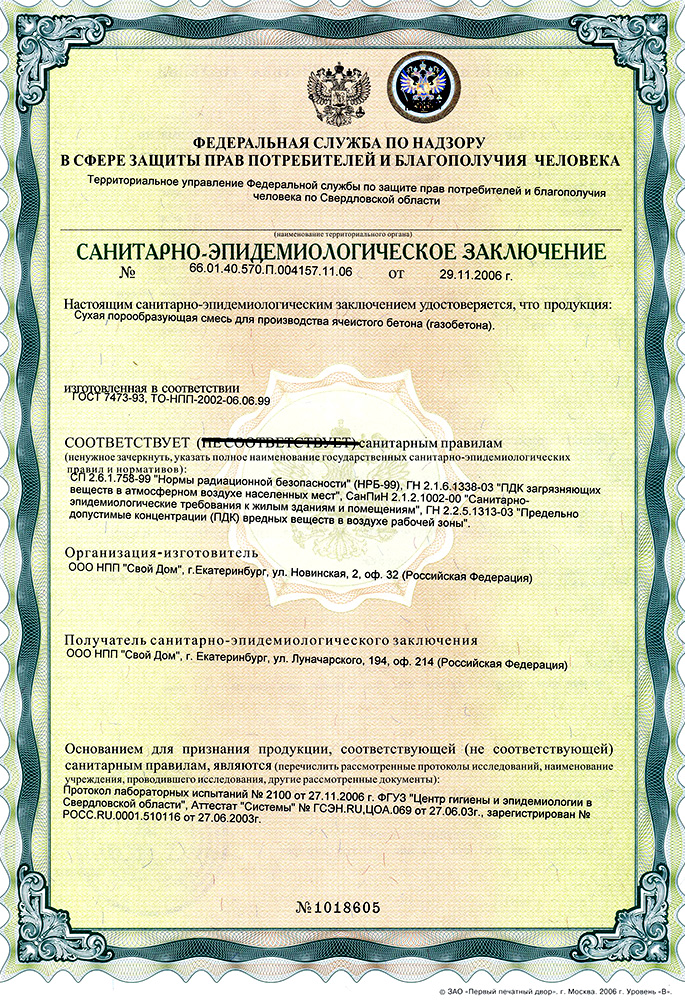 ФЕДЕРАЛЬНАЯ СЛУЖБА ПО НАДЗОРУ
В СФЕРЕ ЗАЩИТЫ ПРАВ ПОТРЕБИТЕЛЕЙ И БЛАГОПОЛУЧИЯ ЧЕЛОВЕКА
Территориальное управление Федеральной службы по защите прав потребителей и благополучия
человека по Свердловской области
(наименование территориального органа)
САНИТАРНО-ЭПИДЕМИОЛОГИЧЕСКОЕ ЗАКЛЮЧЕНИЕ
№ 66.01.40.570.П.004157.11.06 от 29.11.2006 г.
Настоящим санитарно-эпидемиологическим заключением удостоверяется, что продукция:
Сухая порообразующая смесь для производства ячеистого бетона (газобетона).
изготовленная в соответствии
ГОСТ 7473-93, ТО-НПП-2002-06.06.99
СООТВЕТСТВУЕТ (НЕ СООТВЕТСТВУЕТ) санитарным правилам
(ненужное зачеркнуть, указать полное наименование государственных санитарно-эпидемиологических
правил и нормативов):
СП 2.6.1.758-99 "Нормы радиационной безопасности" (НРБ-99), ГН 2.1.6.1338-03 "ПДК загрязняющих
веществ в атмосферном воздухе населенных мест", СанПиН 2.1.2.1002-00 "Санитарно-
эпидемиологические требования к жилым зданиям и помещениям", ГН 2.2.5.1313-03 "Предельно
допустимые концентрации (ПДК) вредных веществ в воздухе рабочей зоны".
Организация-изготовитель
ООО НПП "Свой Дом", г.Екатеринбург, ул. Новинская, 2, оф. 32 (Российская Федерация)
Получатель санитарно-эпидемиологического заключения
ООО НПП "Свой Дом", г. Екатеринбург, ул. Луначарского, 194, оф. 214 (Российская Федерация)
Основанием для признания продукции, соответствующей (не соответствующей)
санитарным правилам, являются (перечислить рассмотренные протоколы исследований, наименование
учреждения, проводившего исследования, другие рассмотренные документы):
Протокол лабораторных испытаний № 2100 от 27.11.2006 г. ФГУЗ "Центр гигиены и эпидемиологии в
Свердловской области", Аттестат "Системы" № ГСЭН.RU,ЦОА.069 от 27.06.03г., зарегистрирован №
РОСС.RU.0001.510116 от 27.06.2003г.
№1018605
© ЗАО «Первый печатный двор», г. Москва. 2006 г. Уровень «В».